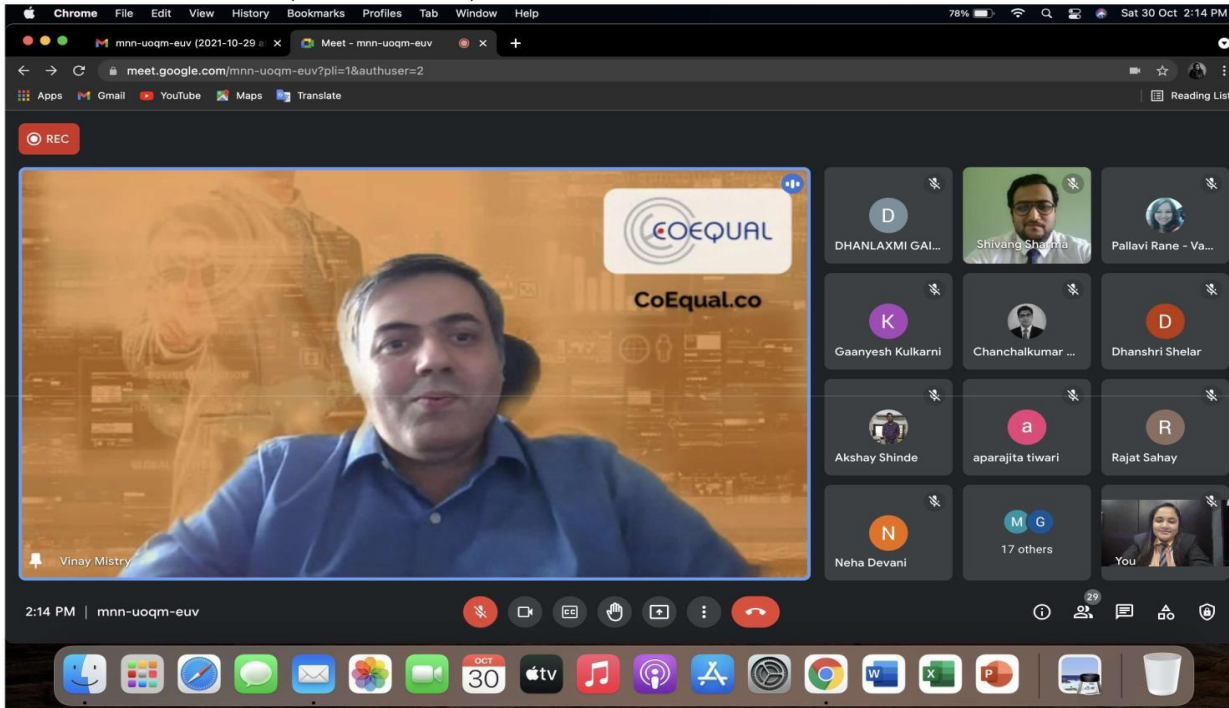 Chrome File Edit View History Bookmarks Profiles Tab Window Help 78% Sat 30 Oct 2:14 PM
mnn-uoqm-euv (2021-10-29 a Meet - mnn-uoqm-euv
meet.google.com/mnn-uoqm-euv?pli=1&authuser=2
Apps Gmail YouTube Maps Translate Reading List
REC
COEQUAL
CoEqual.co
Vinay Mistry
D
DHANLAXMI GAI...
Shivang Sharma
Pallavi Rane - Va...
K
Gaanyesh Kulkarni
Chanchalkumar ...
D
Dhanshri Shelar
Akshay Shinde
a
aparajita tiwari
R
Rajat Sahay
N
Neha Devani
M G
17 others
You
2:14 PM | mnn-uoqm-euv
CC
29
OCT
30
tv
W
X
P